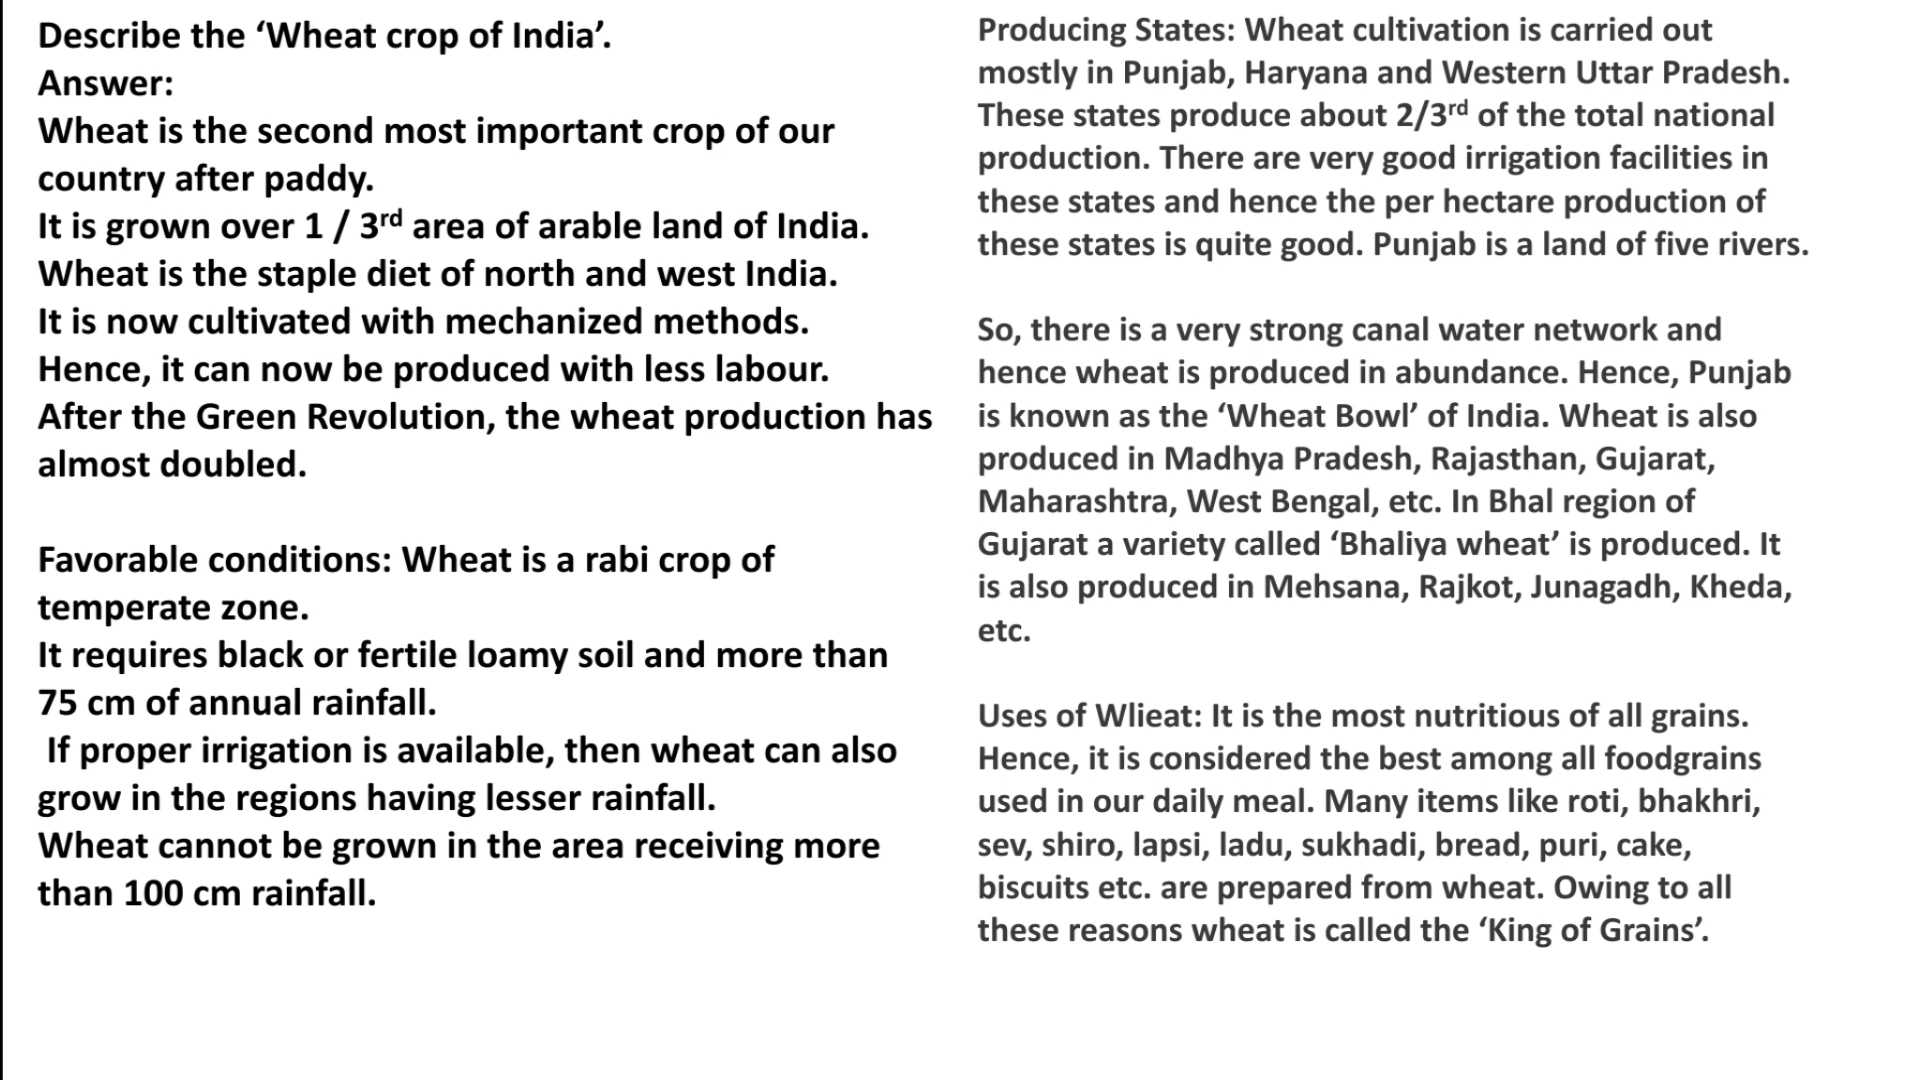 Describe the ‘Wheat crop of India’.
Answer:
Wheat is the second most important crop of our
country after paddy.
It is grown over 1 / 3rd area of arable land of India.
Wheat is the staple diet of north and west India.
It is now cultivated with mechanized methods.
Hence, it can now be produced with less labour.
After the Green Revolution, the wheat production has
almost doubled.
Favorable conditions: Wheat is a rabi crop of
temperate zone.
It requires black or fertile loamy soil and more than
75 cm of annual rainfall.
If proper irrigation is available, then wheat can also
grow in the regions having lesser rainfall.
Wheat cannot be grown in the area receiving more
than 100 cm rainfall.
Producing States: Wheat cultivation is carried out
mostly in Punjab, Haryana and Western Uttar Pradesh.
These states produce about 2/3rd of the total national
production. There are very good irrigation facilities in
these states and hence the per hectare production of
these states is quite good. Punjab is a land of five rivers.
So, there is a very strong canal water network and
hence wheat is produced in abundance. Hence, Punjab
is known as the ‘Wheat Bowl’ of India. Wheat is also
produced in Madhya Pradesh, Rajasthan, Gujarat,
Maharashtra, West Bengal, etc. In Bhal region of
Gujarat a variety called ‘Bhaliya wheat’ is produced. It
is also produced in Mehsana, Rajkot, Junagadh, Kheda,
etc.
Uses of Wlieat: It is the most nutritious of all grains.
Hence, it is considered the best among all foodgrains
used in our daily meal. Many items like roti, bhakhri,
sev, shiro, lapsi, ladu, sukhadi, bread, puri, cake,
biscuits etc. are prepared from wheat. Owing to all
these reasons wheat is called the ‘King of Grains’.